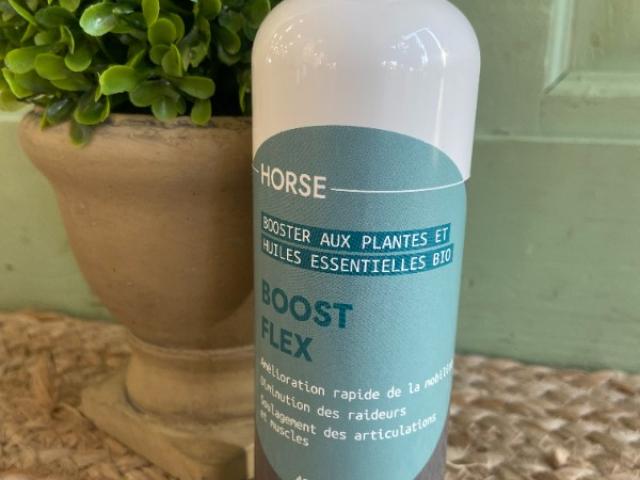 HORSE
BOOSTER AUX PLANTES ET
HUILES ESSENTIELLES BIO
BOOST
FLEX
Amélioration rapide de la mobilité
Diminution des raideurs
Soulagement des articulations
et muscles